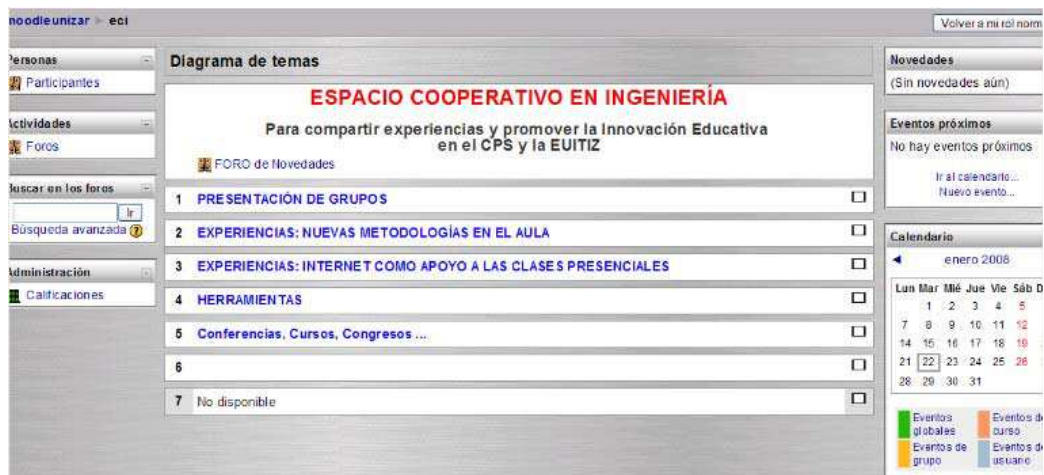 moodleunizar ► eci
Volver a mi rol norm
Personas
Participantes
Actividades
Foros
Buscar en los foros
Ir
Búsqueda avanzada
Administración
Calificaciones
Diagrama de temas
ESPACIO COOPERATIVO EN INGENIERÍA
Para compartir experiencias y promover la Innovación Educativa
en el CPS y la EUITIZ
FORO de Novedades
1 PRESENTACIÓN DE GRUPOS
2 EXPERIENCIAS: NUEVAS METODOLOGÍAS EN EL AULA
3 EXPERIENCIAS: INTERNET COMO APOYO A LAS CLASES PRESENCIALES
4 HERRAMIENTAS
5 Conferencias, Cursos, Congresos ...
6
7 No disponible
Novedades
(Sin novedades aún)
Eventos próximos
No hay eventos próximos
Ir al calendario...
Nuevo evento...
Calendario
◄ enero 2008
Lun Mar Mié Jue Vie Sáb D
1 2 3 4 5
7 8 9 10 11 12
14 15 16 17 18 19
21 22 23 24 25 26
28 29 30 31
Eventos globales
Eventos de curso
Eventos de grupo
Eventos de usuario